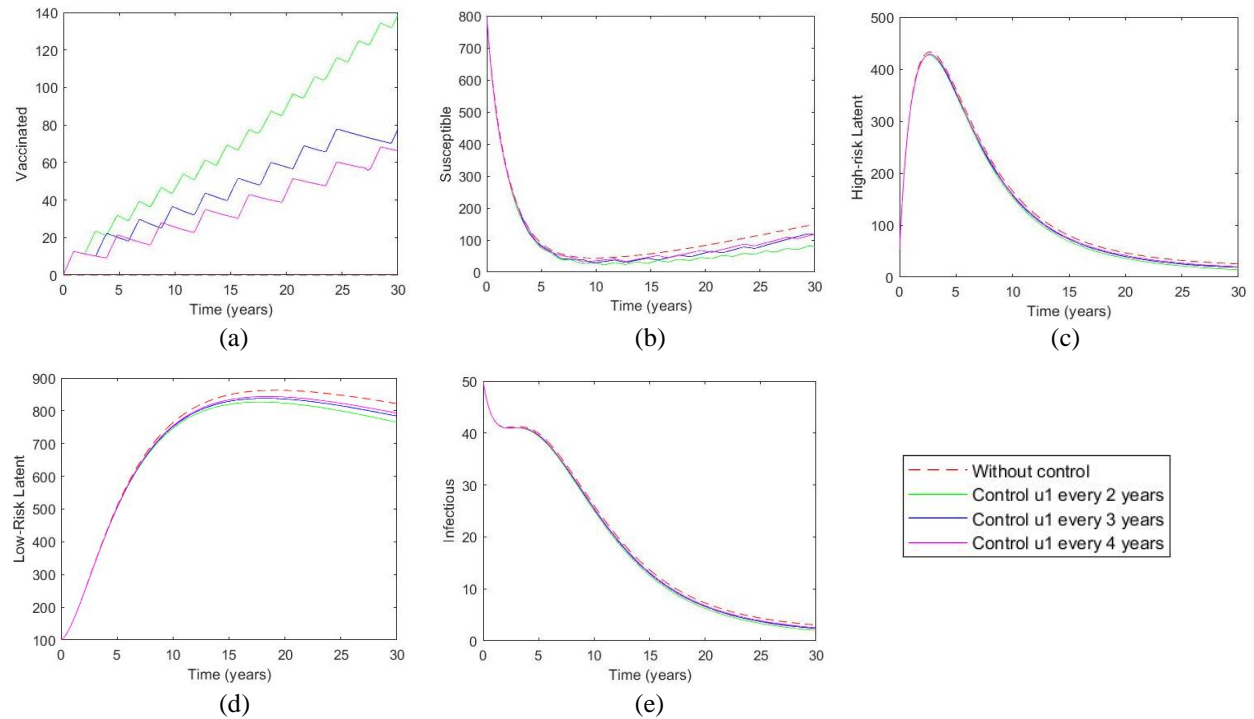 140
120
100
80
60
40
20
0
Vaccinated
0 5 10 15 20 25 30
Time (years)
(a)
800
700
600
500
400
300
200
100
0
Susceptible
0 5 10 15 20 25 30
Time (years)
(b)
500
400
300
200
100
0
High-risk Latent
0 5 10 15 20 25 30
Time (years)
(c)
900
800
700
600
500
400
300
200
100
Low-Risk Latent
0 5 10 15 20 25 30
Time (years)
(d)
50
40
30
20
10
0
Infectious
0 5 10 15 20 25 30
Time (years)
(e)
Without control
Control u1 every 2 years
Control u1 every 3 years
Control u1 every 4 years